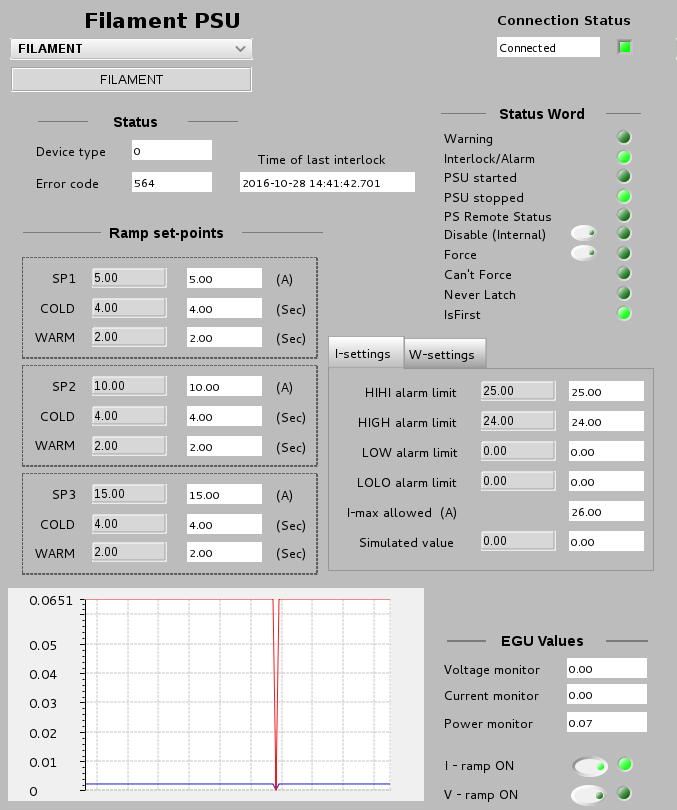 Filament PSU
FILAMENT
FILAMENT
Connection Status
Connected
Status
Device type 0
Error code 564
Time of last interlock
2016-10-28 14:41:42.701
Status Word
Warning
Interlock/Alarm
PSU started
PSU stopped
PS Remote Status
Disable (Internal)
Force
Can't Force
Never Latch
IsFirst
Ramp set-points
SP1 5.00 5.00 (A)
COLD 4.00 4.00 (Sec)
WARM 2.00 2.00 (Sec)
SP2 10.00 10.00 (A)
COLD 4.00 4.00 (Sec)
WARM 2.00 2.00 (Sec)
SP3 15.00 15.00 (A)
COLD 4.00 4.00 (Sec)
WARM 2.00 2.00 (Sec)
I-settings W-settings
HIHI alarm limit 25.00 25.00
HIGH alarm limit 24.00 24.00
LOW alarm limit 0.00 0.00
LOLO alarm limit 0.00 0.00
I-max allowed (A) 26.00
Simulated value 0.00 0.00
0.0651
0.05
0.04
0.03
0.02
0.01
0
EGU Values
Voltage monitor 0.00
Current monitor 0.00
Power monitor 0.07
I - ramp ON
V - ramp ON